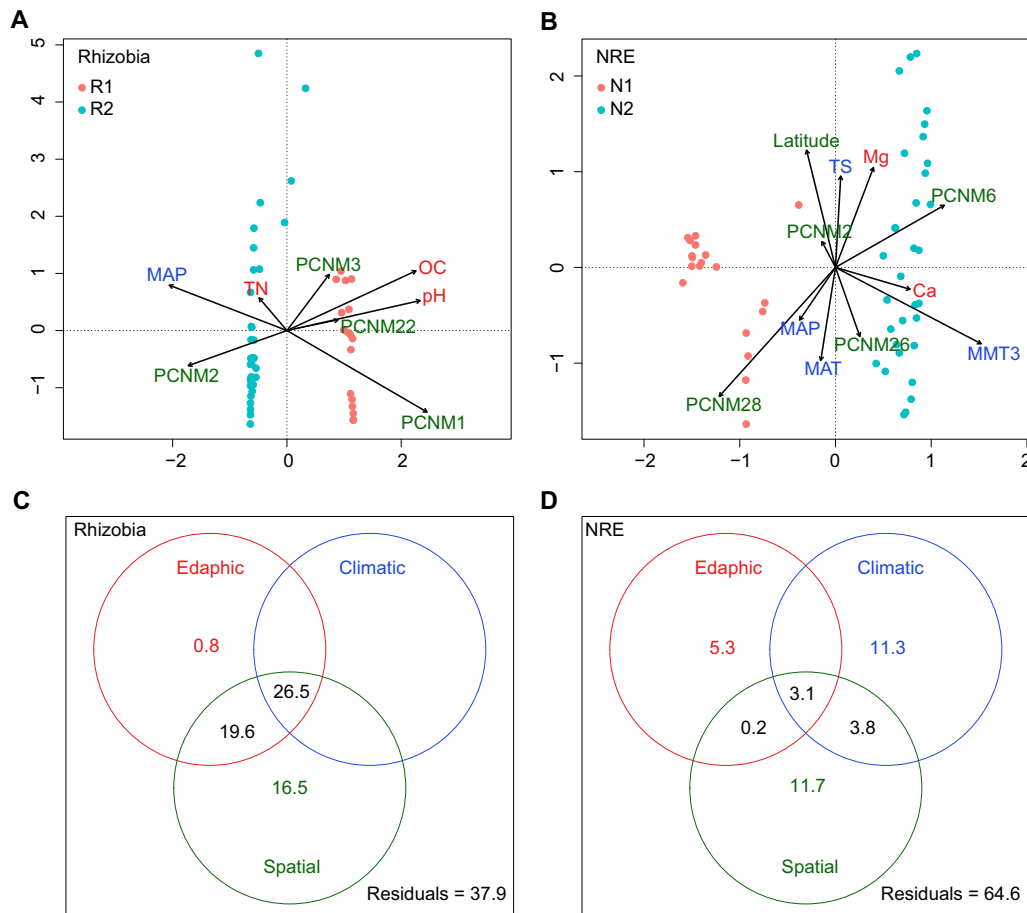 A
Rhizobia
R1
R2
5
4
3
2
1
0
−1
MAP
TN
PCNM3
OC
pH
PCNM22
PCNM2
PCNM1
−2
0
2
B
NRE
N1
N2
2
1
0
−1
Latitude
TS
Mg
PCNM6
PCNM2
Ca
MAP
PCNM26
MAT
MMT3
PCNM28
−2
−1
0
1
2
C
Rhizobia
Edaphic
Climatic
0.8
26.5
19.6
16.5
Spatial
Residuals = 37.9
D
NRE
Edaphic
Climatic
5.3
11.3
3.1
0.2
3.8
11.7
Spatial
Residuals = 64.6